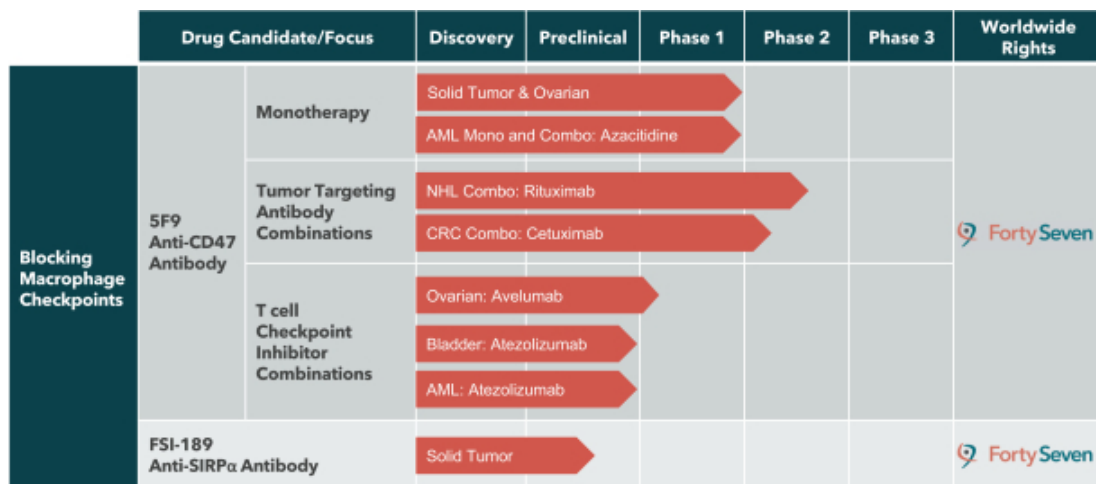 Drug Candidate/Focus
Discovery
Preclinical
Phase 1
Phase 2
Phase 3
Worldwide
Rights
Blocking
Macrophage
Checkpoints
5F9
Anti-CD47
Antibody
Monotherapy
Solid Tumor & Ovarian
AML Mono and Combo: Azacitidine
Tumor Targeting
Antibody
Combinations
NHL Combo: Rituximab
CRC Combo: Cetuximab
FortySeven
T cell
Checkpoint
Inhibitor
Combinations
Ovarian: Avelumab
Bladder: Atezolizumab
AML: Atezolizumab
FSI-189
Anti-SIRPα Antibody
Solid Tumor
FortySeven